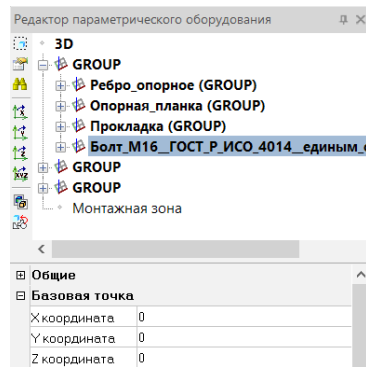 Редактор параметрического оборудования
3D
GROUP
Ребро_опорное (GROUP)
Опорная_планка (GROUP)
Прокладка (GROUP)
Болт_М16__ГОСТ_Р_ИСО_4014__единым_
GROUP
GROUP
Монтажная зона
Общие
Базовая точка
X координата 0
Y координата 0
Z координата 0